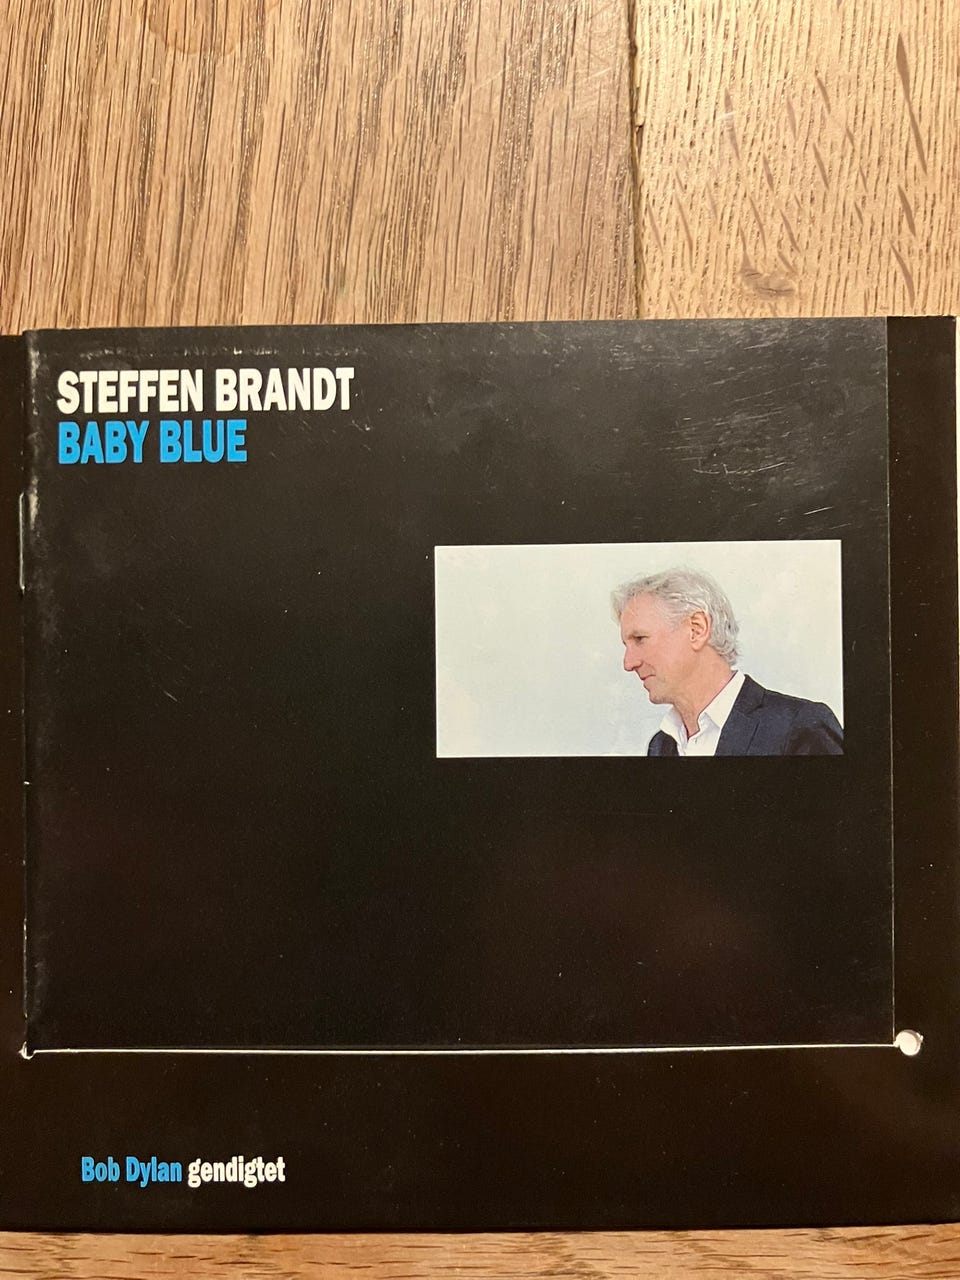 STEFFEN BRANDT
BABY BLUE
Bob Dylan gendigtet